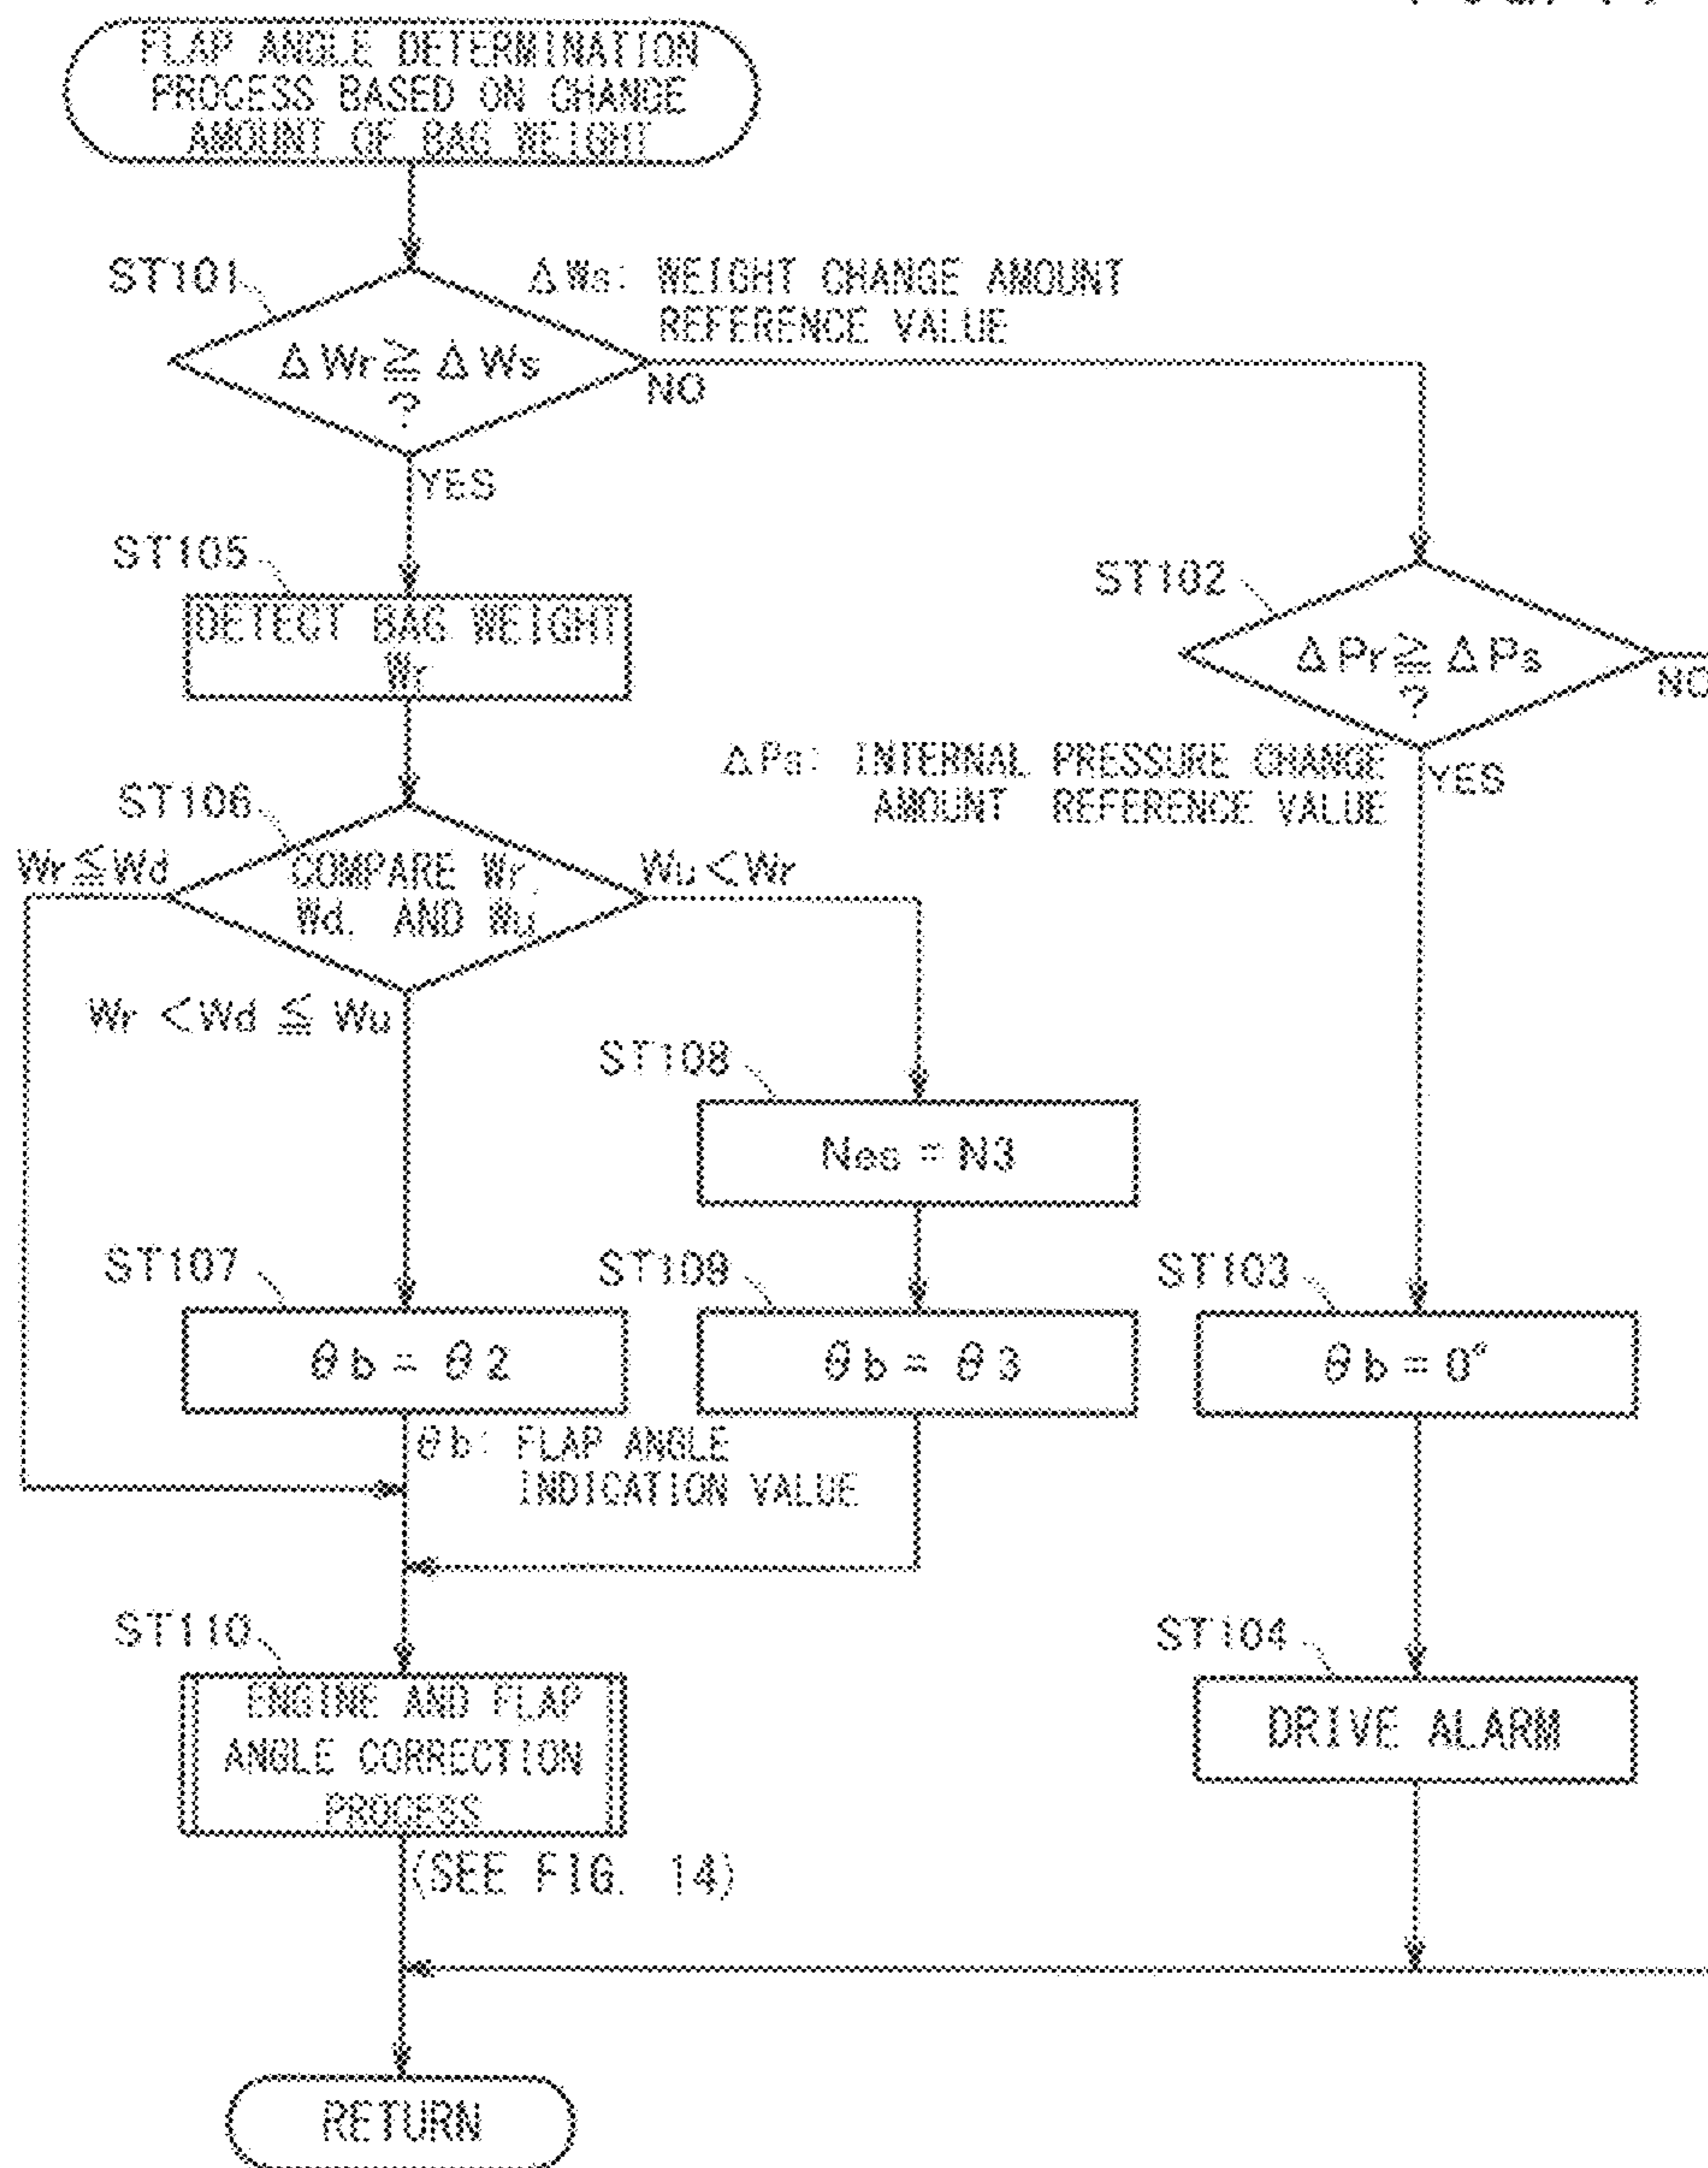 FLAP ANGLE DETERMINATION
PROCESS BASED ON CHANGE
AMOUNT OF BAG WEIGHT
ST101
ΔWs: WEIGHT CHANGE AMOUNT
REFERENCE VALUE
ΔWr≧ΔWs
?
NO
YES
ST105
DETECT BAG WEIGHT
Wr
ST102
ΔPr≧ΔPs
?
NO
YES
ΔPs: INTERNAL PRESSURE CHANGE
AMOUNT REFERENCE VALUE
ST106
Wr≦Wd
COMPARE Wr,
Wd, AND Wu
Wu<Wr
Wr <Wd ≦ Wu
ST108
Nes = N3
ST107
θb = θ2
ST109
θb = θ3
ST103
θb = 0°
θb: FLAP ANGLE
INDICATION VALUE
ST110
ENGINE AND FLAP
ANGLE CORRECTION
PROCESS
(SEE FIG. 14)
ST104
DRIVE ALARM
RETURN